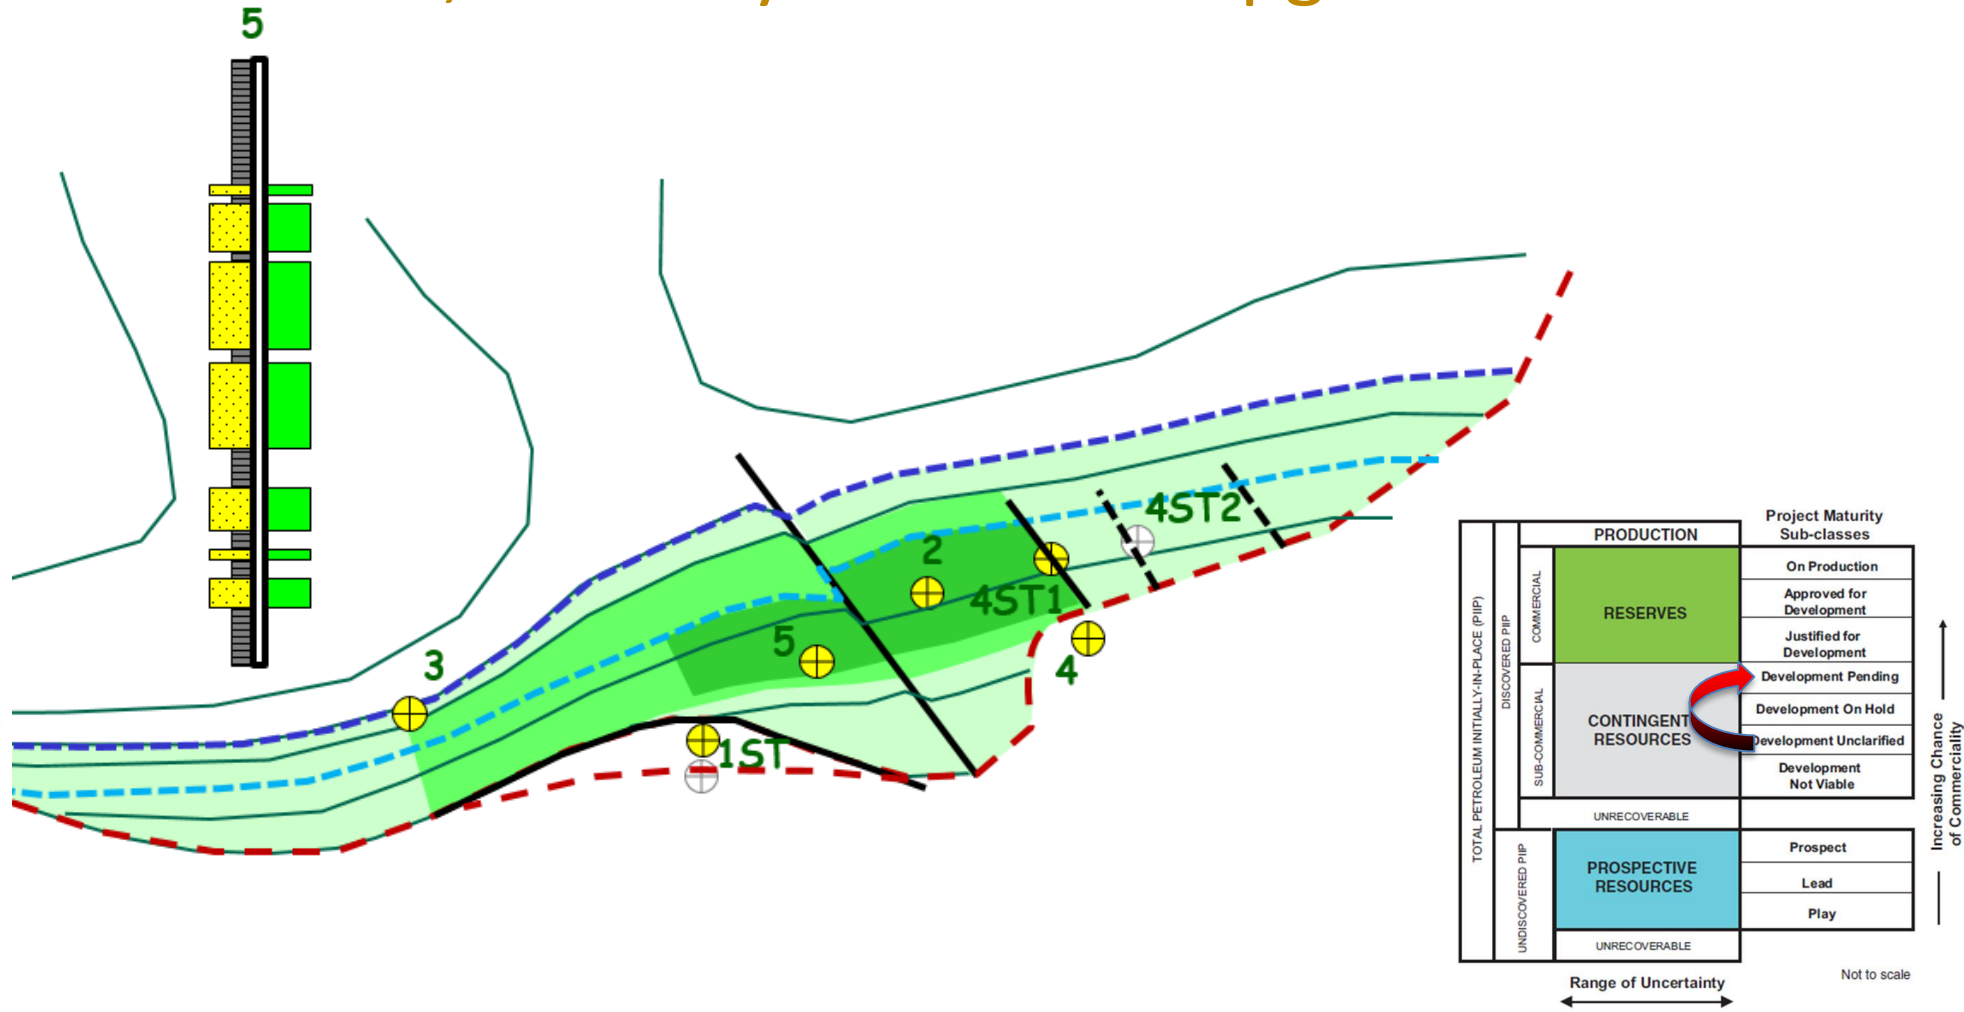 5
3
5
2
4ST1
4ST2
4
1ST
Project Maturity
Sub-classes
PRODUCTION
On Production
Approved for
Development
Justified for
Development
RESERVES
COMMERCIAL
Development Pending
Development On Hold
Development Unclarified
Development
Not Viable
CONTINGENT
RESOURCES
SUB-COMMERCIAL
DISCOVERED PIIP
UNRECOVERABLE
TOTAL PETROLEUM INITIALLY-IN-PLACE (PIIP)
Prospect
Lead
Play
PROSPECTIVE
RESOURCES
UNDISCOVERED PIIP
UNRECOVERABLE
Increasing Chance
of Commerciality
Not to scale
Range of Uncertainty